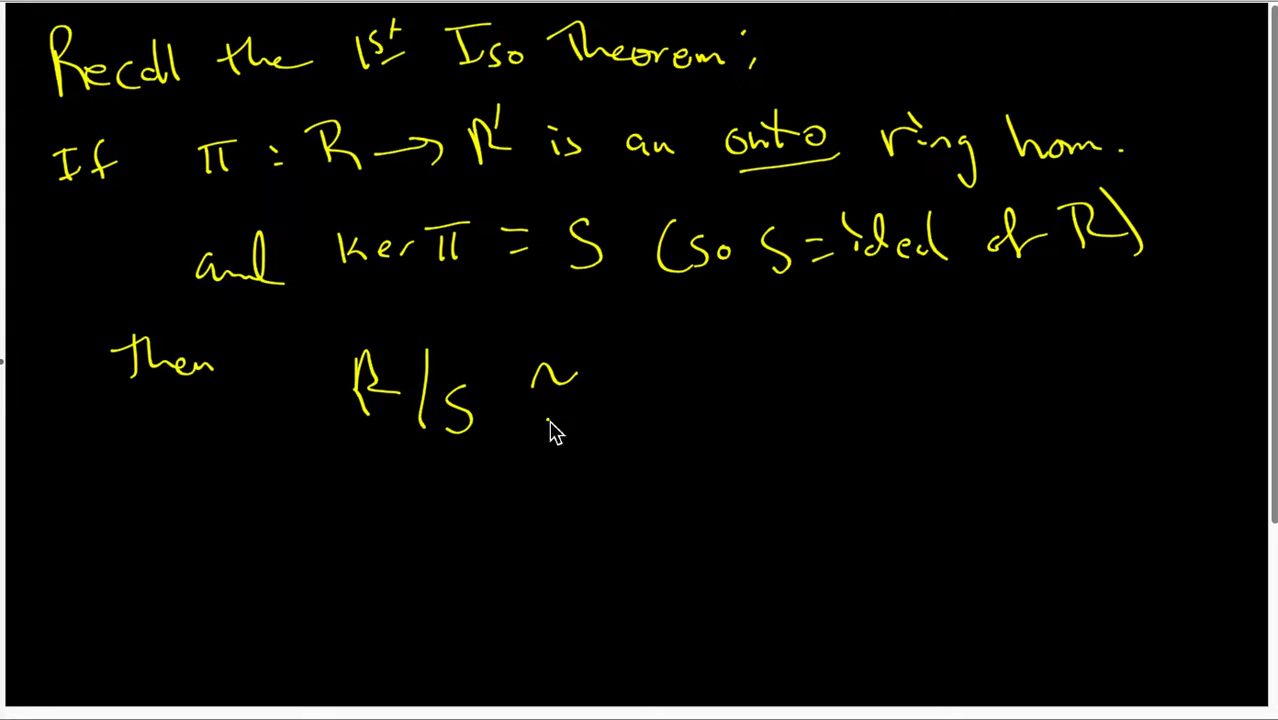 Recall the 1st Iso Theorem:
If π : R → R' is an onto ring hom.
and ker π = S (so S = ideal of R)
then R/S ~